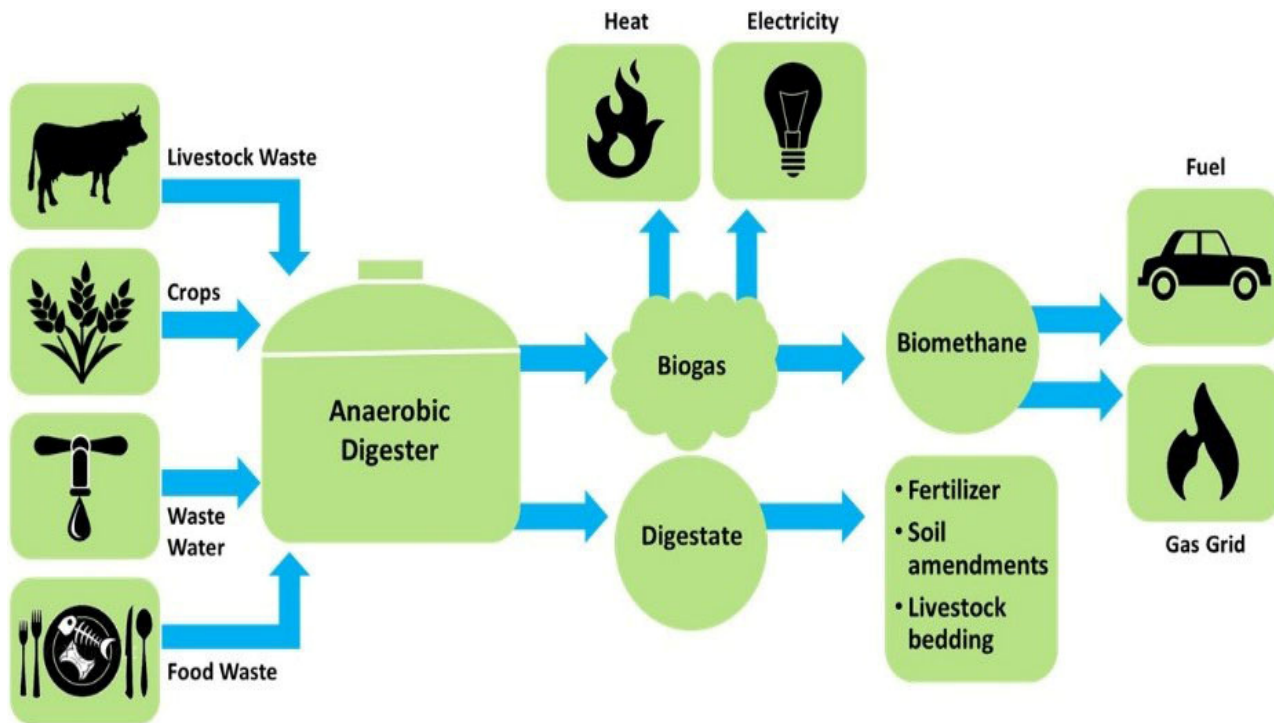 Heat
Electricity
Livestock Waste
Fuel
Crops
Anaerobic
Digester
Biogas
Biomethane
Waste
Water
Digestate
• Fertilizer
• Soil
amendments
• Livestock
bedding
Gas Grid
Food Waste